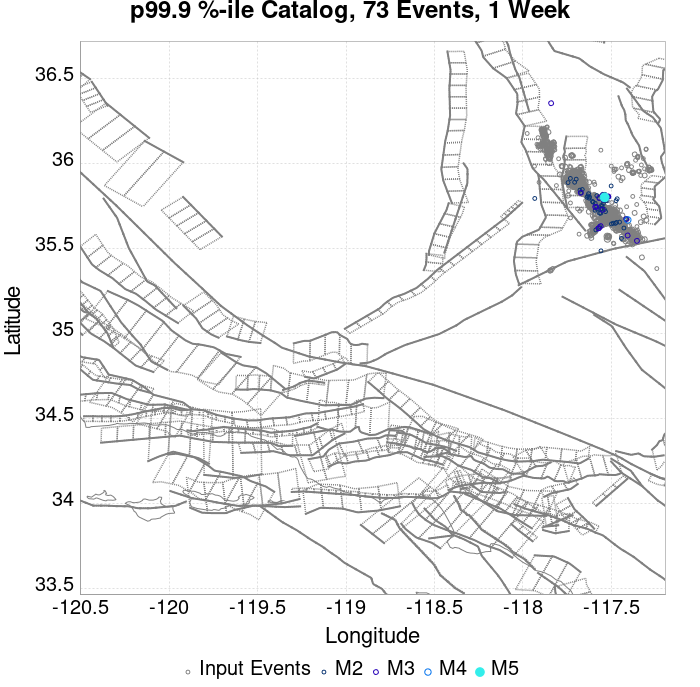 p99.9 %-ile Catalog, 73 Events, 1 Week
36.5
36
35.5
35
34.5
34
33.5
Latitude
-120.5 -120 -119.5 -119 -118.5 -118 -117.5
Longitude
Input Events M2 M3 M4 M5